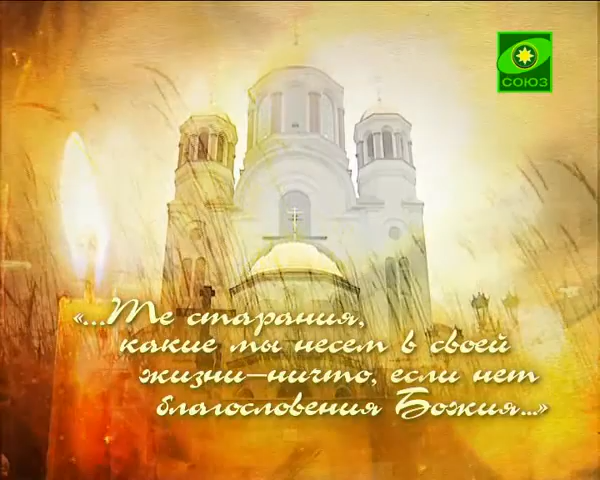 СОЮЗ
«...Те старания,
какие мы несем в своей
жизни—ничто, если нет
благословения Божия...»